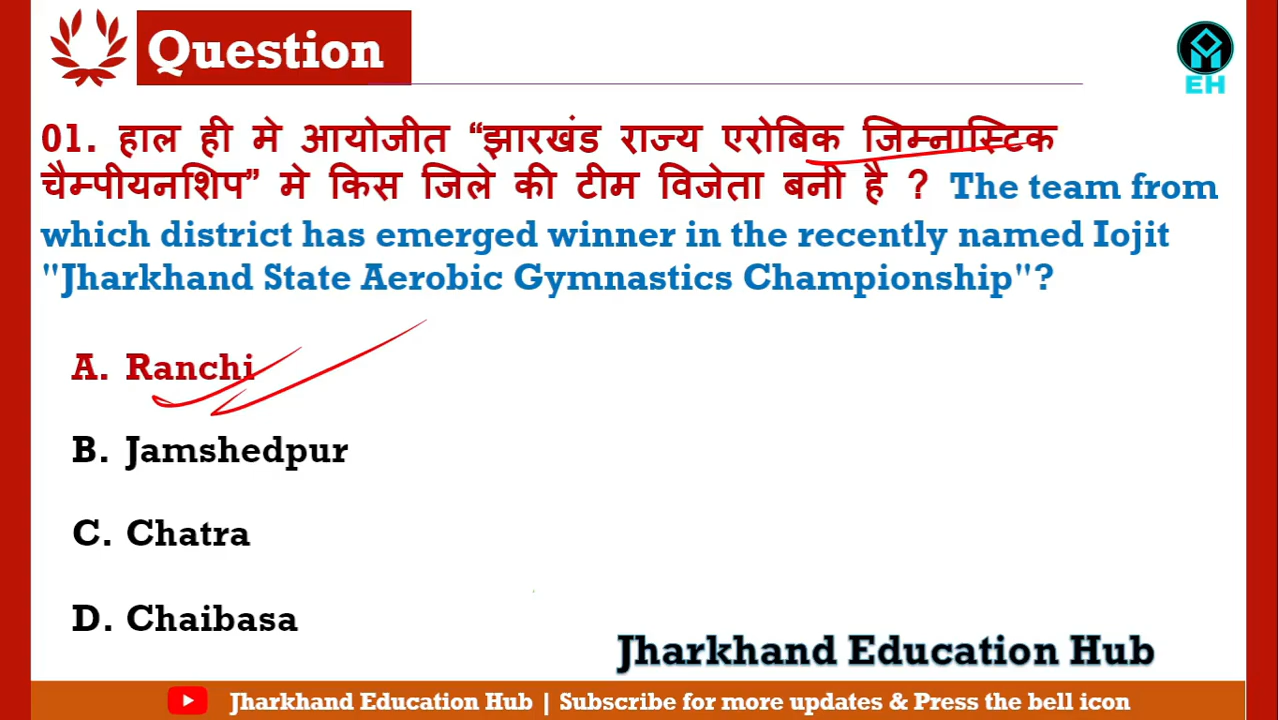 Question
EH
01. हाल ही मे आयोजीत “झारखंड राज्य एरोबिक जिम्नास्टिक
चैम्पीयनशिप” मे किस जिले की टीम विजेता बनी है ? The team from
which district has emerged winner in the recently named Iojit
"Jharkhand State Aerobic Gymnastics Championship"?
A. Ranchi
B. Jamshedpur
C. Chatra
D. Chaibasa
Jharkhand Education Hub
Jharkhand Education Hub | Subscribe for more updates & Press the bell icon